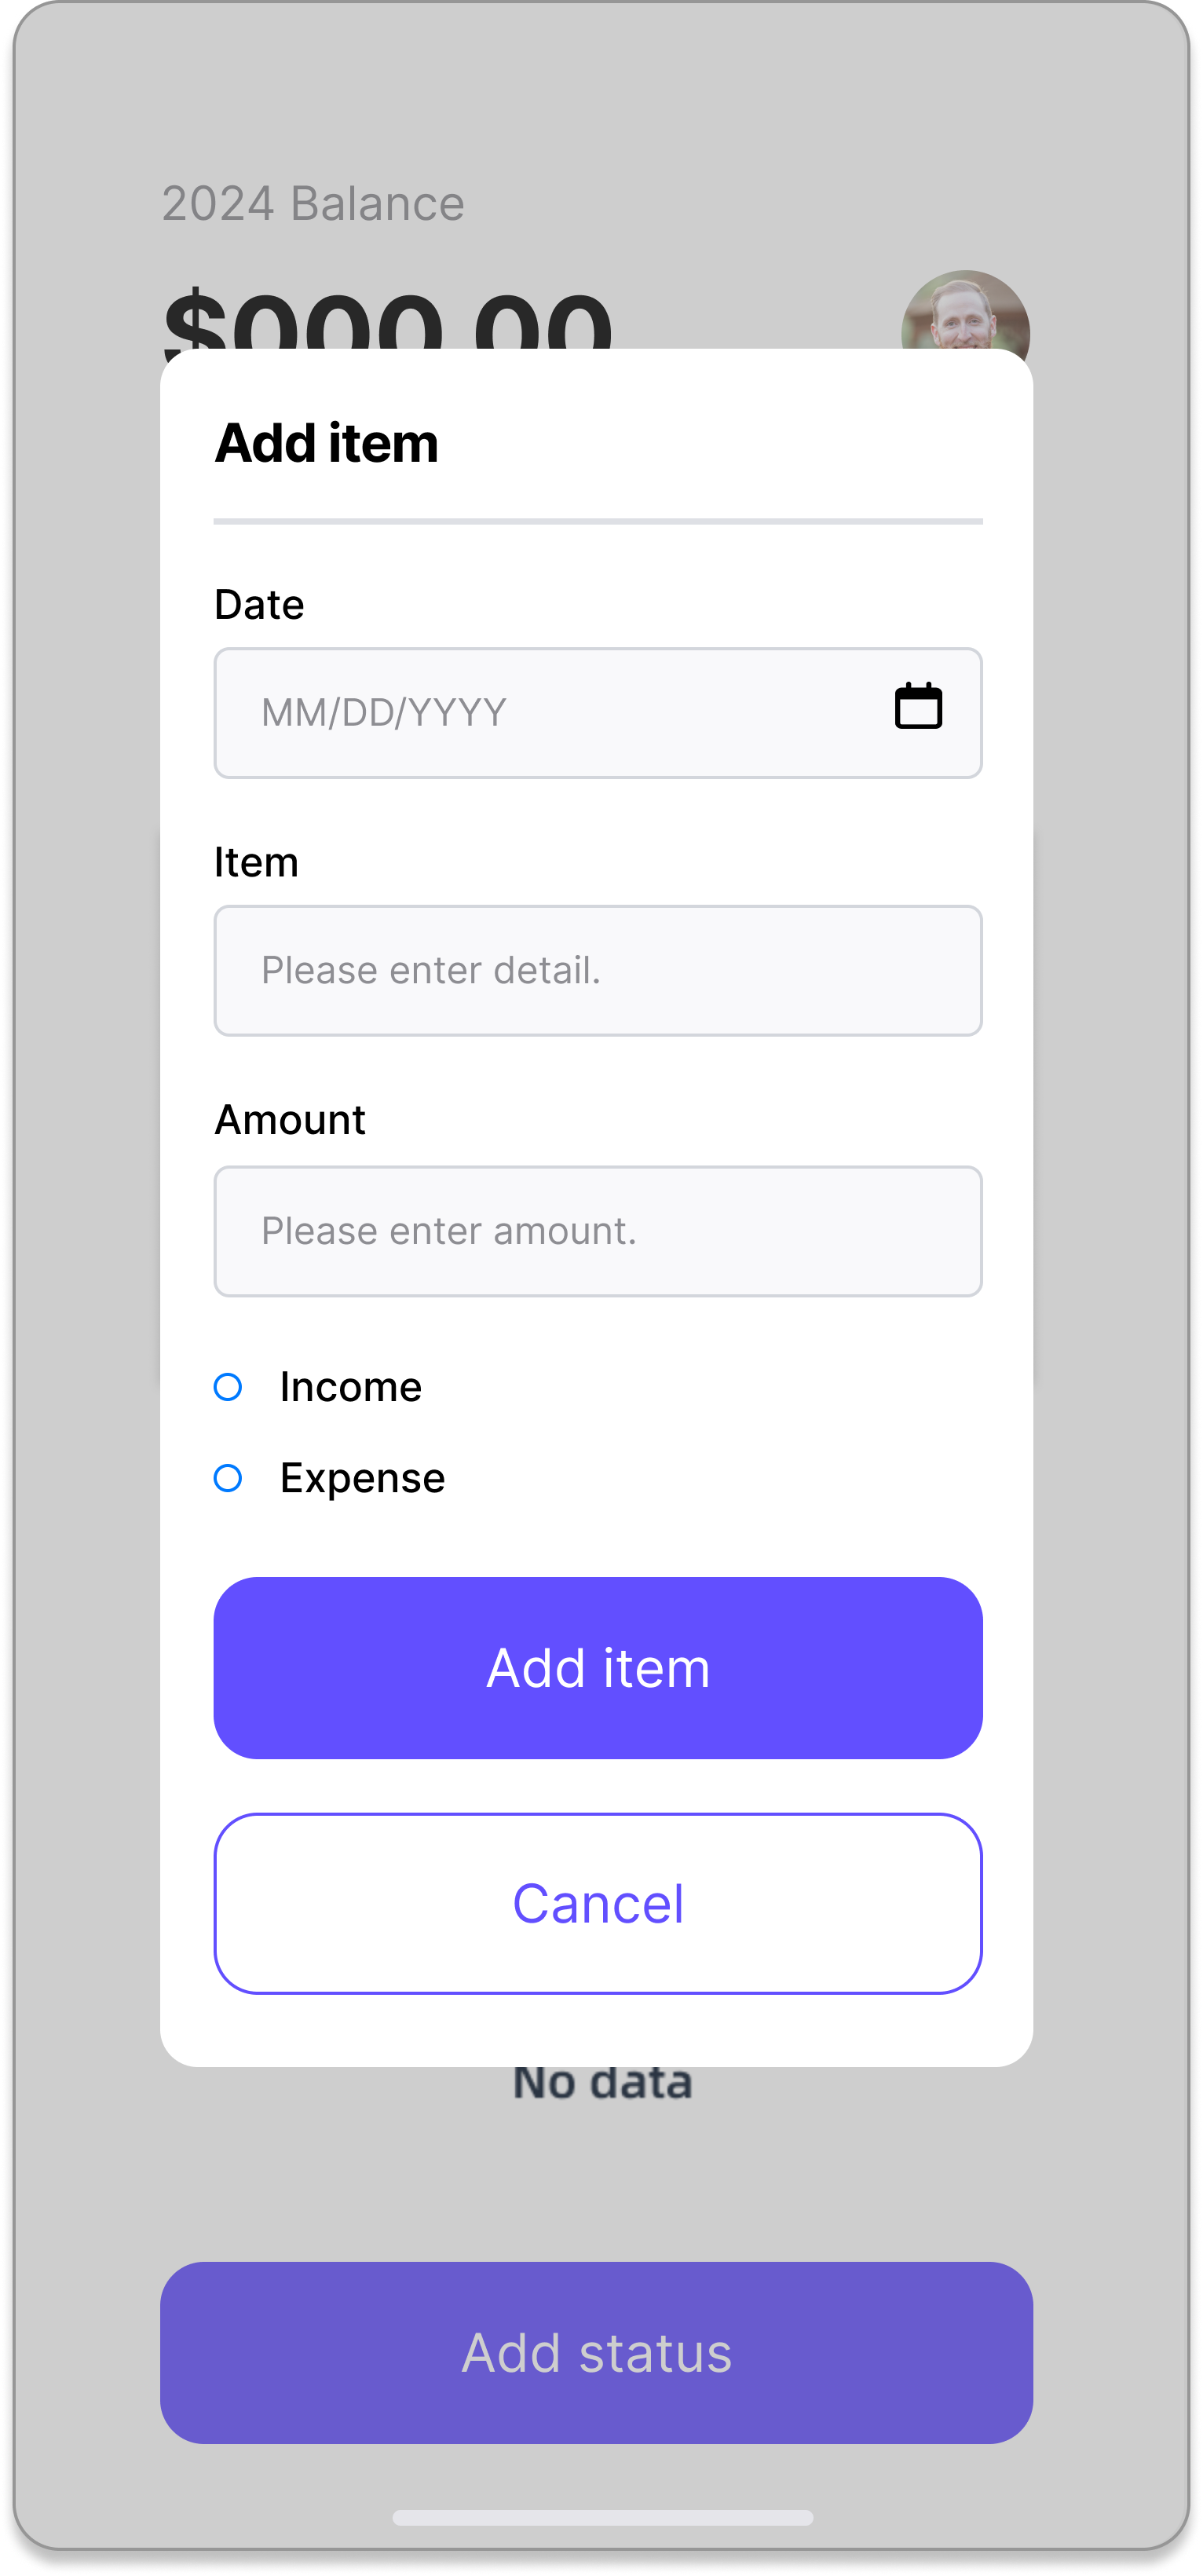 2024 Balance
$000.00
Add item
Date
MM/DD/YYYY
Item
Please enter detail.
Amount
Please enter amount.
Income
Expense
Add item
Cancel
No data
Add status